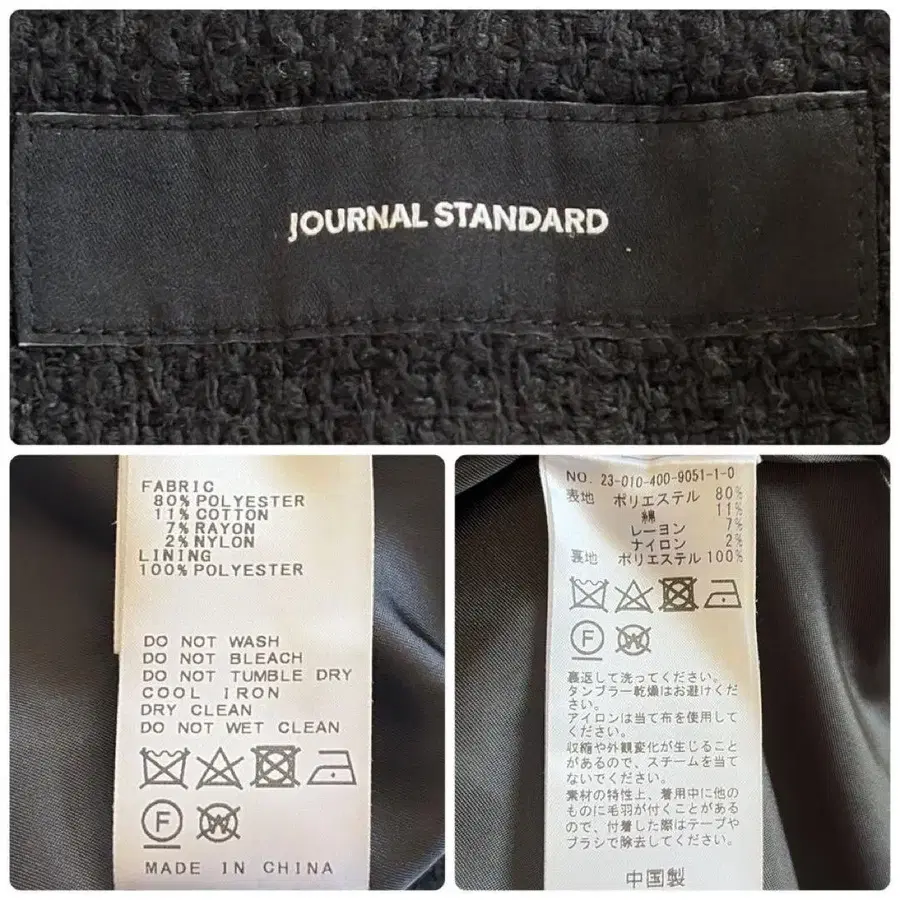 JOURNAL STANDARD
FABRIC
80% POLYESTER
11% COTTON
7% RAYON
2% NYLON
LINING
100% POLYESTER
DO NOT WASH
DO NOT BLEACH
DO NOT TUMBLE DRY
COOL IRON
DRY CLEAN
DO NOT WET CLEAN
F W
MADE IN CHINA
NO. 23-010-400-9051-1-0
表地 ポリエステル 80%
綿 11%
レーヨン 7%
ナイロン 2%
裏地 ポリエステル 100%
F W
裏返して洗ってください。
タンブラー乾燥はお避けくだ
さい。
アイロンは当て布を使用して
ください。
収縮や外観変化が生じること
があるので、スチームを当て
ないでください。
素材の特性上、着用中に他の
ものに毛羽が付くことがある
ので、付着した際はテープや
ブラシで除去してください。
中国製